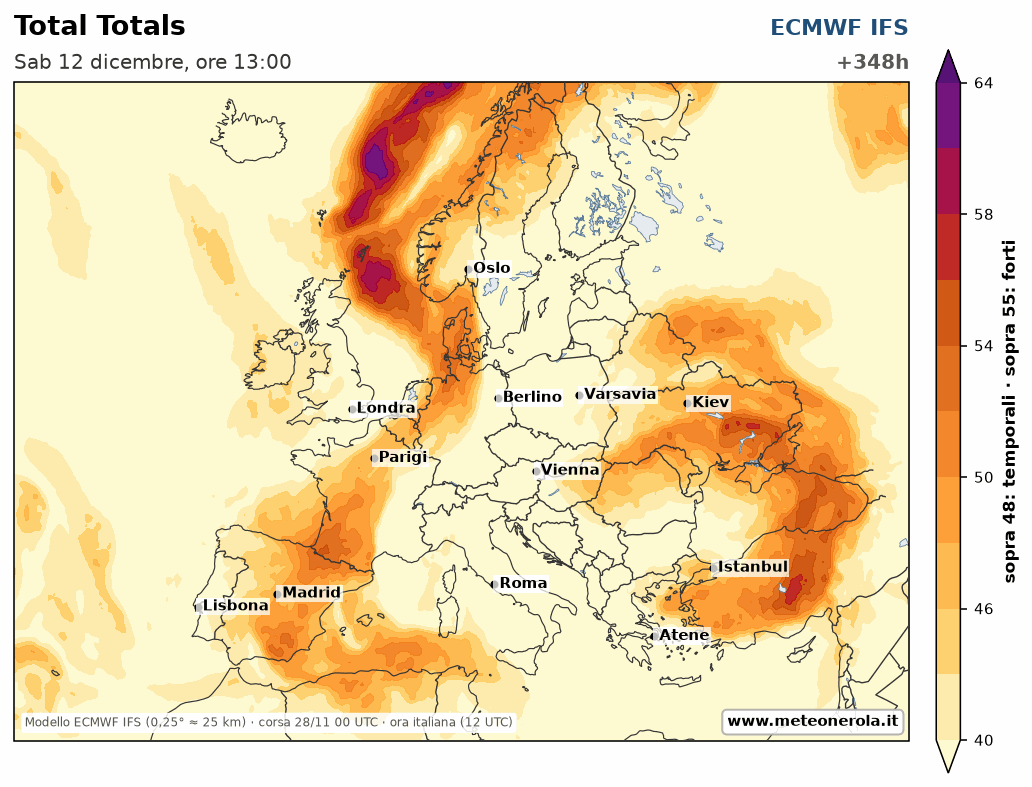 Total Totals
ECMWF IFS
Sab 12 dicembre, ore 13:00
+348h
64
58
54
50
46
40
sopra 48: temporali · sopra 55: forti
Oslo
Berlino
Varsavia
Londra
Kiev
Parigi
Vienna
Istanbul
Roma
Madrid
Lisbona
Atene
Modello ECMWF IFS (0,25° ≈ 25 km) · corsa 28/11 00 UTC · ora italiana (12 UTC)
www.meteonerola.it